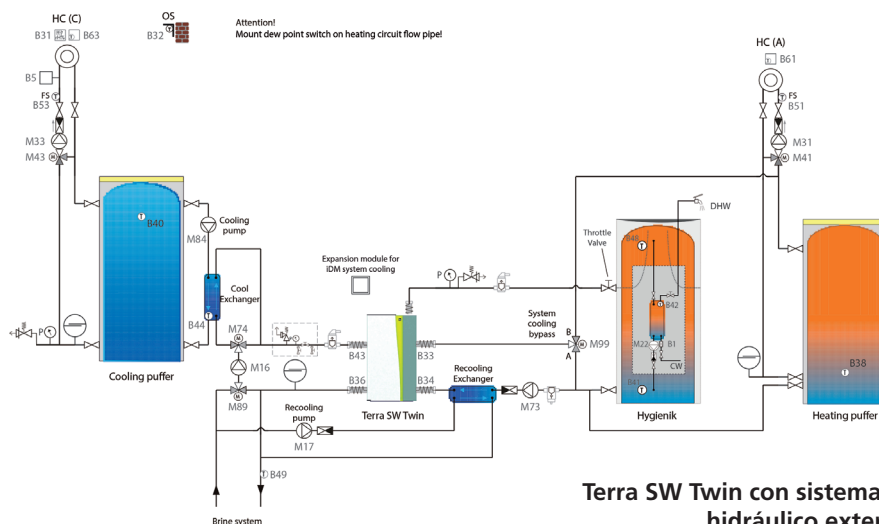 HC (C)
B31
B63
OS
B32
Attention!
Mount dew point switch on heating circuit flow pipe!
HC (A)
B61
B5
FS
B53
FS
B51
M33
M43
M31
M41
B40
M84
Cooling
pump
DHW
Cool
Exchanger
Expansion module for
iDM system cooling
P
Throttle
Valve
B48
B42
P
B44
M74
System
cooling
bypass
B
M99
A
M22
B1
B43
B33
CW
B38
M16
Cooling puffer
B36
B34
Recooling
Exchanger
B41
M89
Terra SW Twin
M73
Hygienik
Heating puffer
Recooling
pump
M17
B49
Brine system
Terra SW Twin con sistema
hidráulico exter